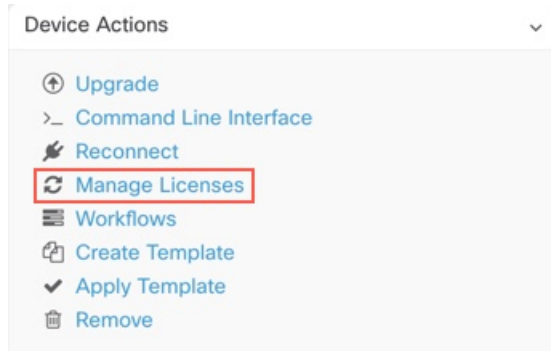 Device Actions
Upgrade
Command Line Interface
Reconnect
Manage Licenses
Workflows
Create Template
Apply Template
Remove